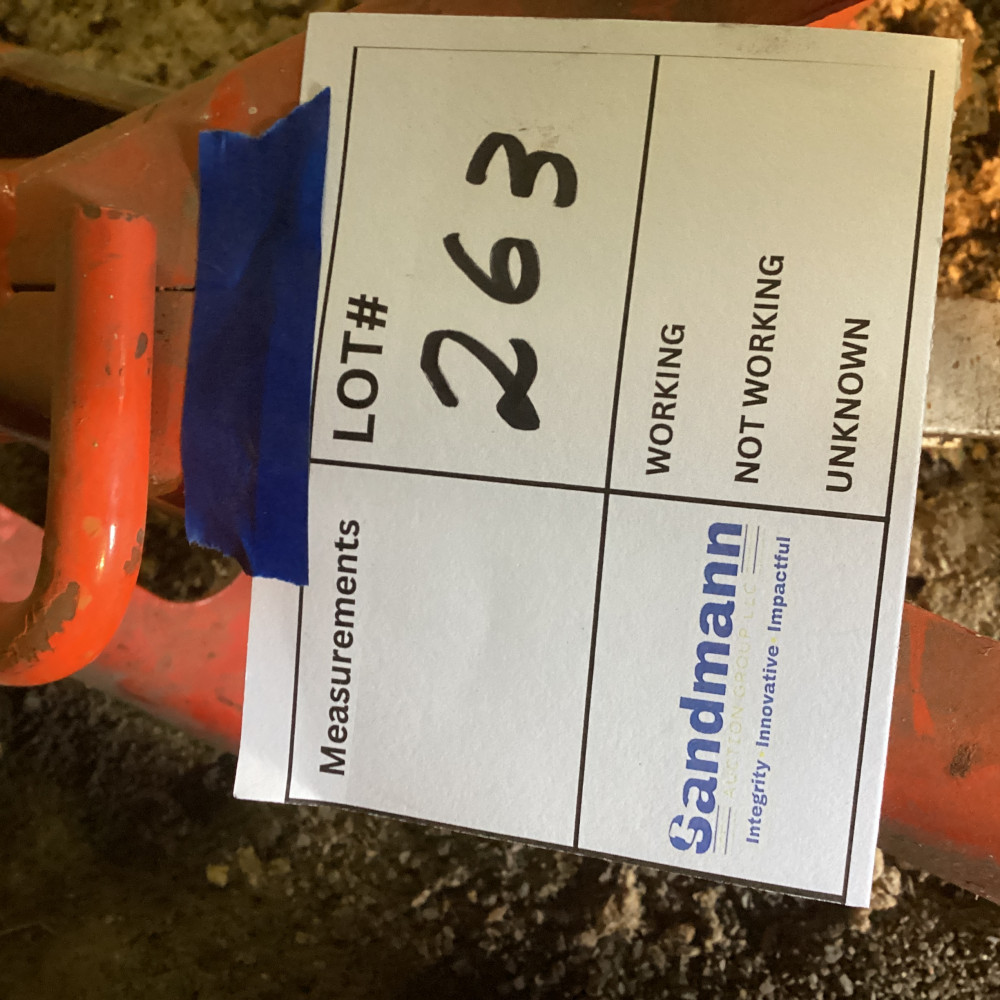 Measurements
LOT#
263
Sandmann
AUCTION GROUP LLC
Integrity · Innovative · Impactful
WORKING
NOT WORKING
UNKNOWN